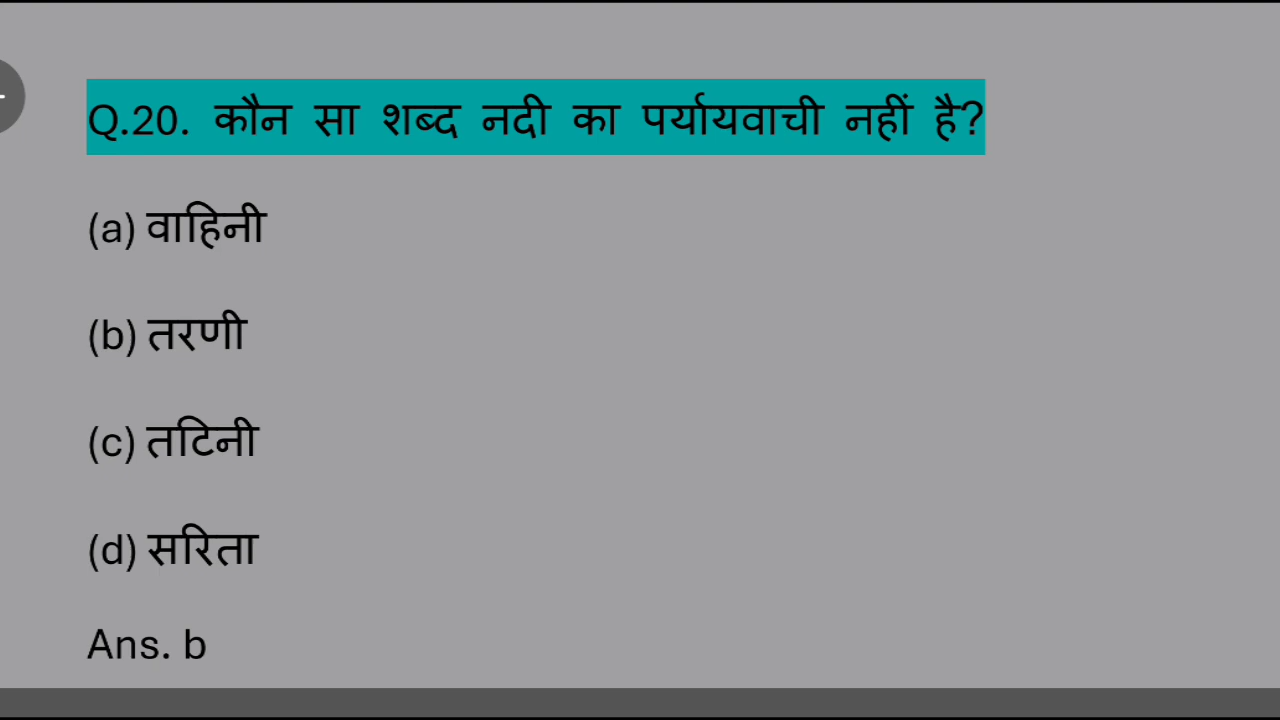 Q.20. कौन सा शब्द नदी का पर्यायवाची नहीं है?
(a) वाहिनी
(b) तरणी
(c) तटिनी
(d) सरिता
Ans. b